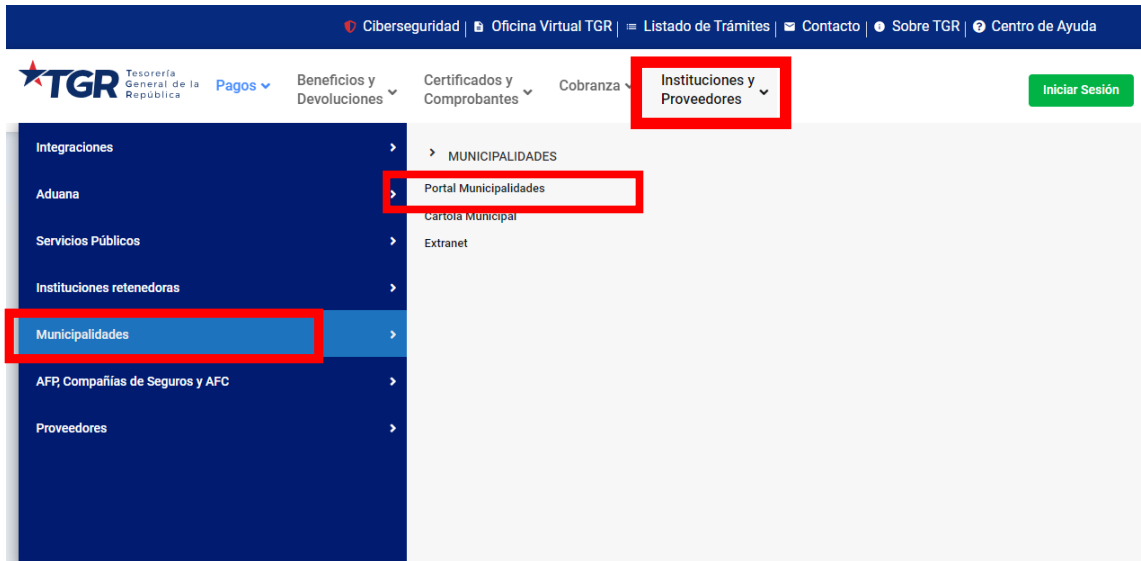 Ciberseguridad | Oficina Virtual TGR | Listado de Trámites | Contacto | Sobre TGR | Centro de Ayuda
TGR
Tesorería
General de la
República
Pagos
Beneficios y
Devoluciones
Certificados y
Comprobantes
Cobranza
Instituciones y
Proveedores
Iniciar Sesión
Integraciones
Aduana
Servicios Públicos
Instituciones retenedoras
Municipalidades
AFP, Compañías de Seguros y AFC
Proveedores
MUNICIPALIDADES
Portal Municipalidades
Cartola Municipal
Extranet